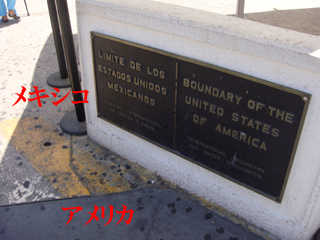 メキシコ
LIMITE DE LOS
ESTADOS UNIDOS
MEXICANOS
BOUNDARY OF THE
UNITED STATES
OF AMERICA
アメリカ